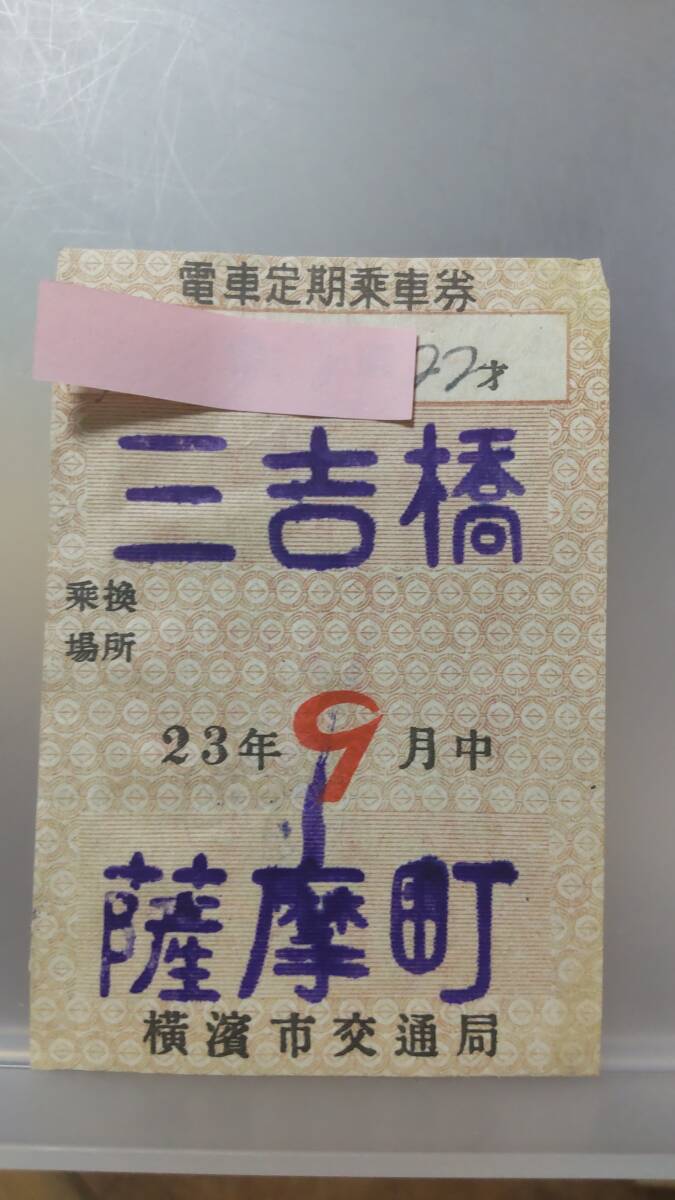 電車定期乗車券
22才
三吉橋
乗換
場所
23年9月中
薩摩町
横濱市交通局